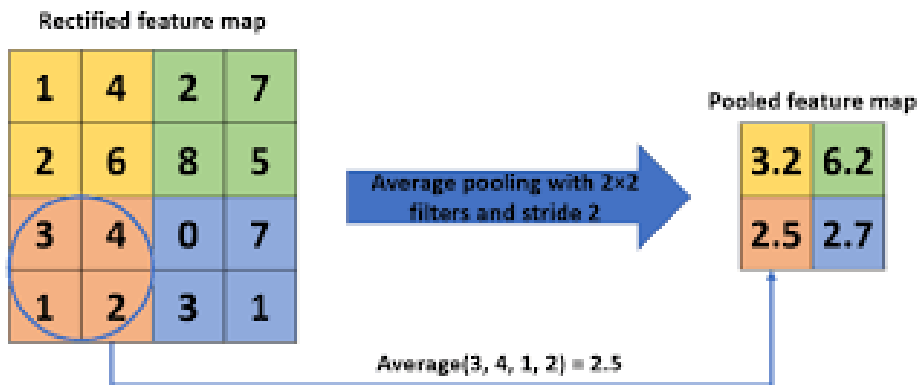 Rectified feature map
1 4 2 7
2 6 8 5
3 4 0 7
1 2 3 1
Average pooling with 2×2
filters and stride 2
Pooled feature map
3.2 6.2
2.5 2.7
Average(3, 4, 1, 2) = 2.5